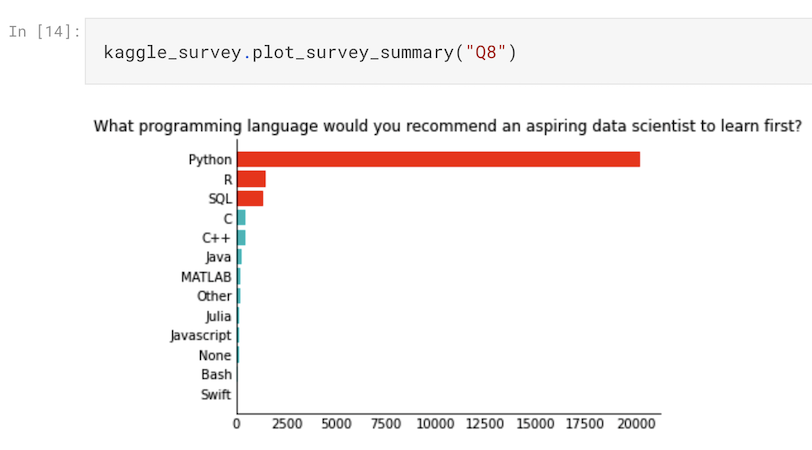 In [14]:
kaggle_survey.plot_survey_summary("Q8")
What programming language would you recommend an aspiring data scientist to learn first?
Python
R
SQL
C
C++
Java
MATLAB
Other
Julia
Javascript
None
Bash
Swift
0 2500 5000 7500 10000 12500 15000 17500 20000